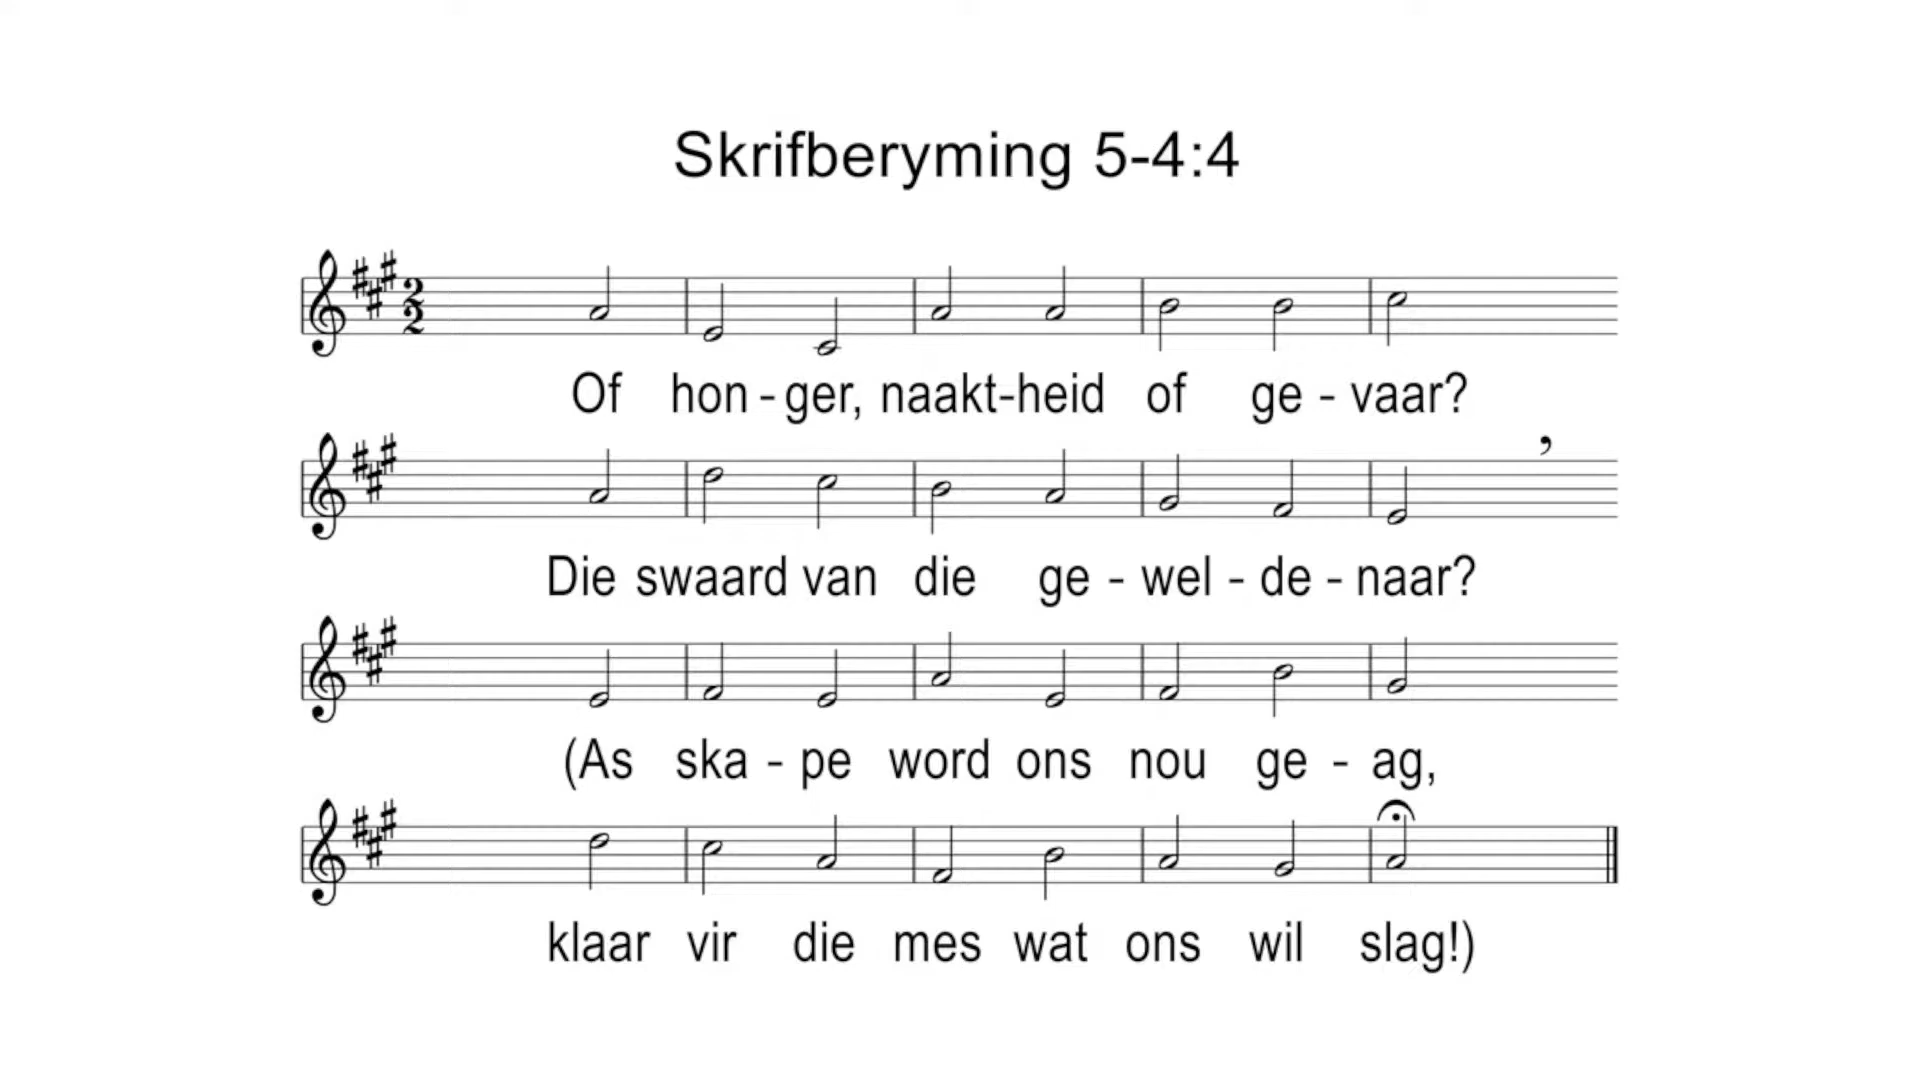 Skrifberyming 5-4:4
Of hon - ger, naakt-heid of ge - vaar?
Die swaard van die ge - wel - de - naar?
(As ska - pe word ons nou ge - ag,
klaar vir die mes wat ons wil slag!)